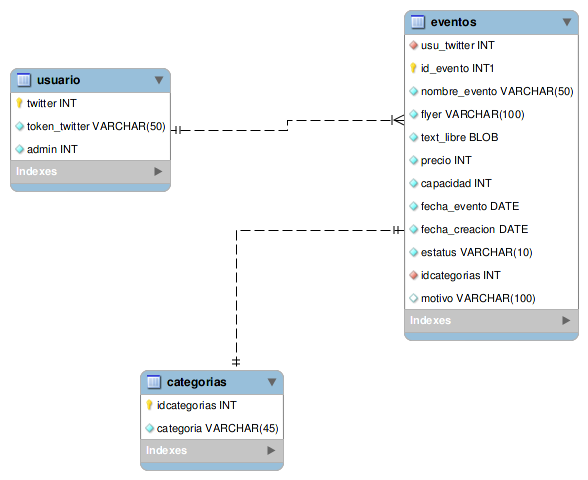 usuario
twitter INT
token_twitter VARCHAR(50)
admin INT
Indexes
eventos
usu_twitter INT
id_evento INT1
nombre_evento VARCHAR(50)
flyer VARCHAR(100)
text_libre BLOB
precio INT
capacidad INT
fecha_evento DATE
fecha_creacion DATE
estatus VARCHAR(10)
idcategorias INT
motivo VARCHAR(100)
Indexes
categorias
idcategorias INT
categoria VARCHAR(45)
Indexes